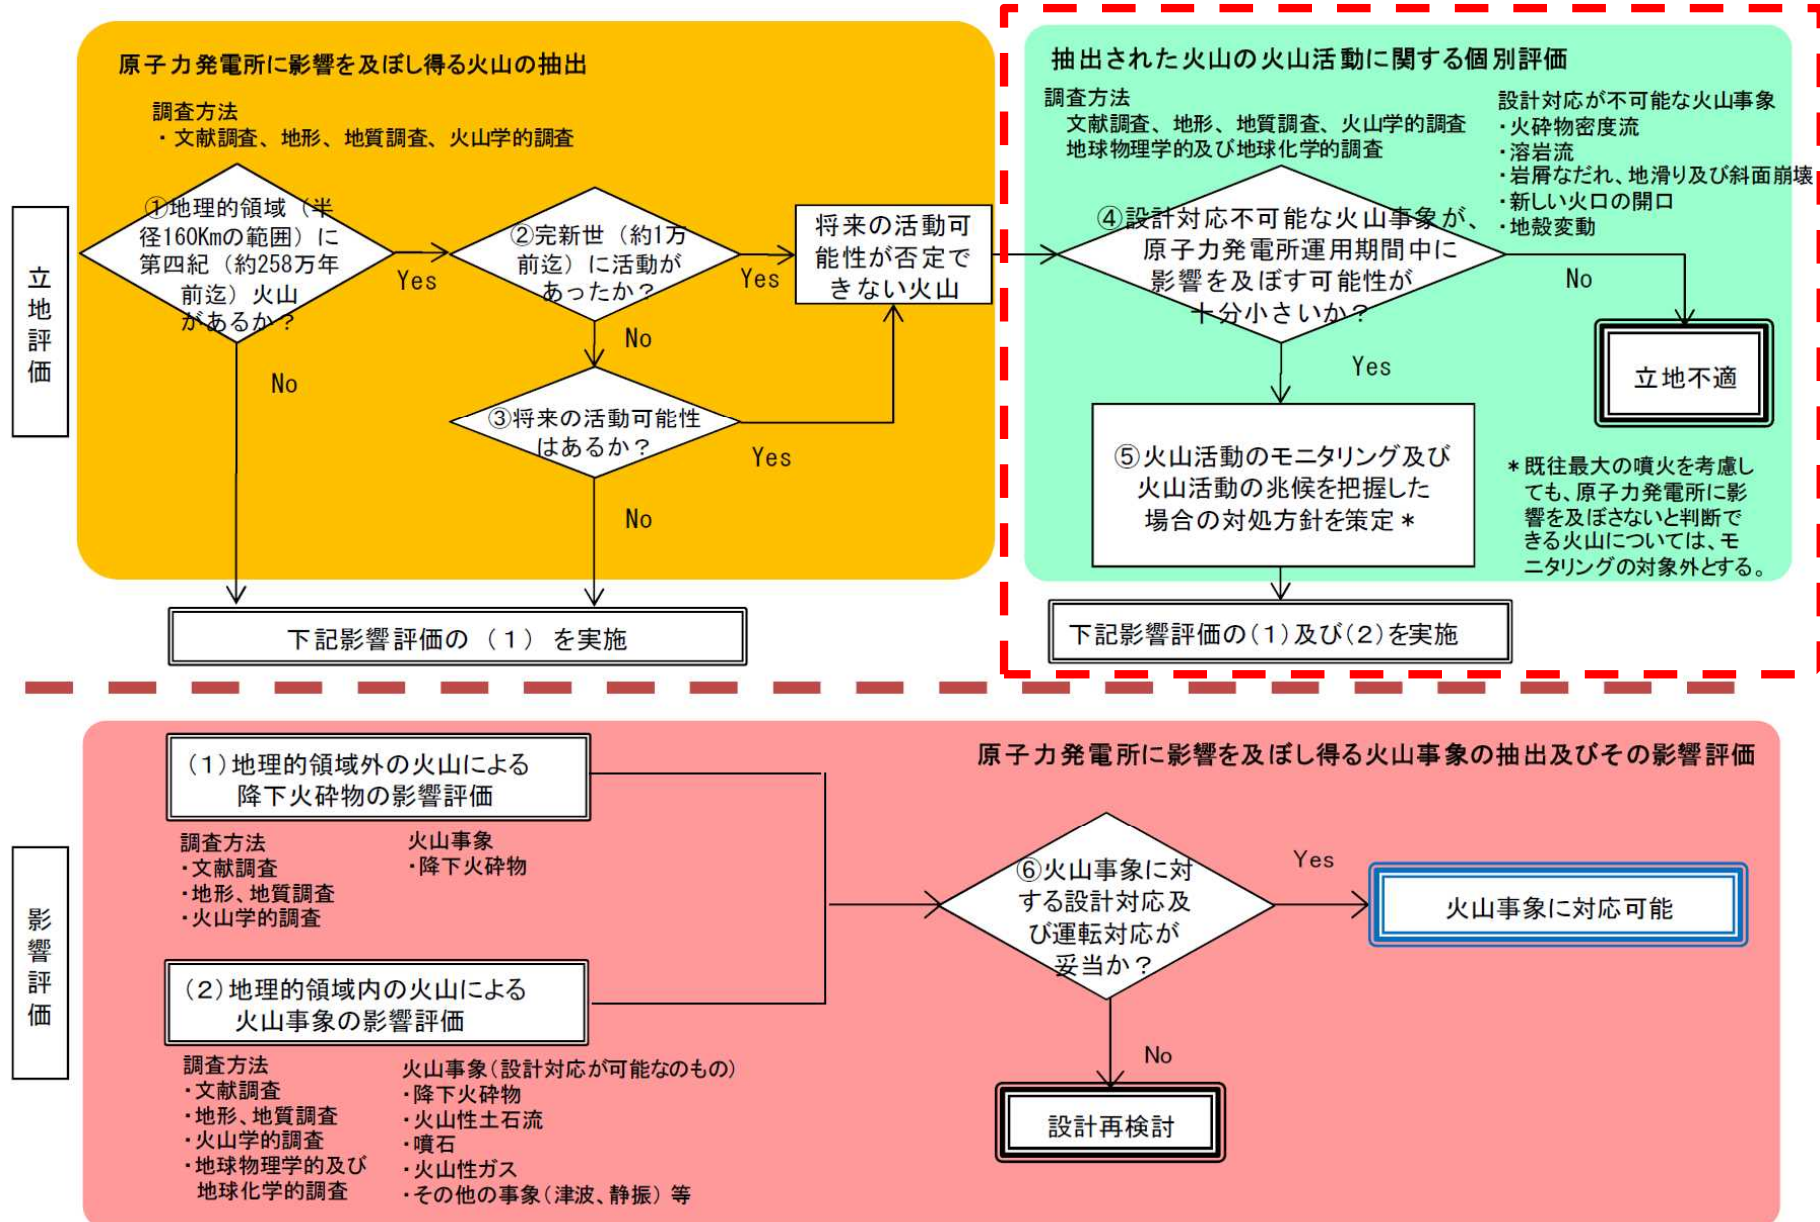 原子力発電所に影響を及ぼし得る火山の抽出
調査方法
・文献調査、地形、地質調査、火山学的調査
立地評価
①地理的領域（半
径160Kmの範囲）に
第四紀（約258万年
前迄）火山
があるか？
Yes
No
②完新世（約1万
前迄）に活動が
あったか？
Yes
No
③将来の活動可能性
はあるか？
Yes
No
将来の活動可
能性が否定で
きない火山
下記影響評価の（1）を実施
抽出された火山の火山活動に関する個別評価
調査方法
文献調査、地形、地質調査、火山学的調査
地球物理学的及び地球化学的調査
設計対応が不可能な火山事象
・火砕物密度流
・溶岩流
・岩屑なだれ、地滑り及び斜面崩壊
・新しい火口の開口
・地殻変動
④設計対応不可能な火山事象が、
原子力発電所運用期間中に
影響を及ぼす可能性が
十分小さいか？
No
Yes
立地不適
⑤火山活動のモニタリング及び
火山活動の兆候を把握した
場合の対処方針を策定＊
＊既往最大の噴火を考慮し
ても、原子力発電所に影
響を及ぼさないと判断で
きる火山については、モ
ニタリングの対象外とする。
下記影響評価の（1）及び（2）を実施
影響評価
原子力発電所に影響を及ぼし得る火山事象の抽出及びその影響評価
（1）地理的領域外の火山による
降下火砕物の影響評価
調査方法
・文献調査
・地形、地質調査
・火山学的調査
火山事象
・降下火砕物
（2）地理的領域内の火山による
火山事象の影響評価
調査方法
・文献調査
・地形、地質調査
・火山学的調査
・地球物理学的及び
地球化学的調査
火山事象（設計対応が可能なのもの）
・降下火砕物
・火山性土石流
・噴石
・火山性ガス
・その他の事象（津波、静振）等
⑥火山事象に対
する設計対応及
び運転対応が
妥当か？
Yes
火山事象に対応可能
No
設計再検討